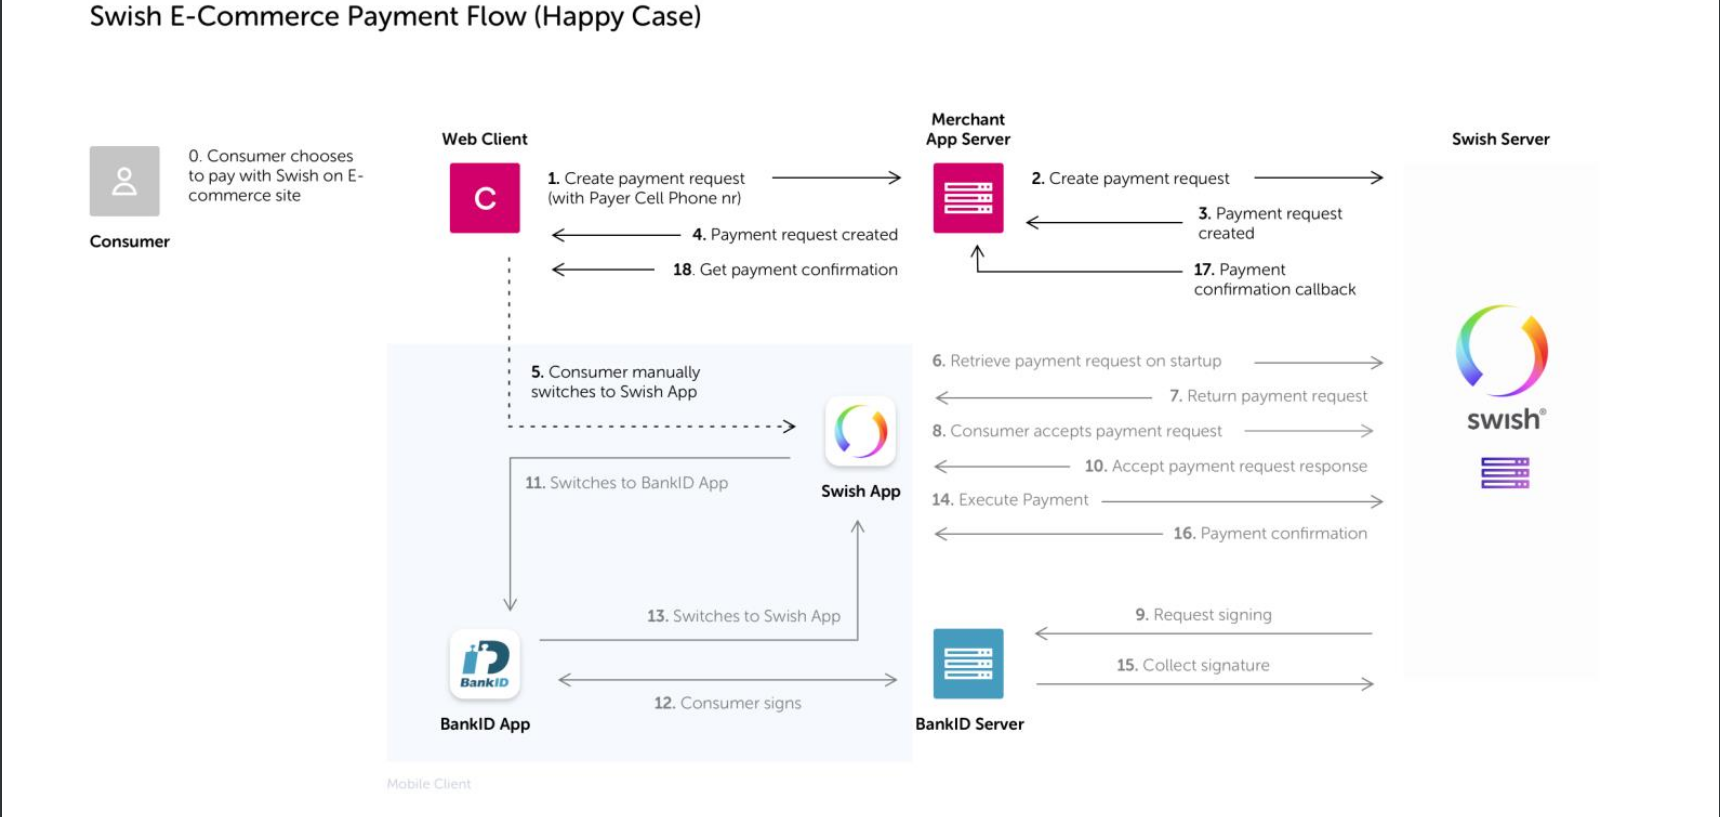 Swish E-Commerce Payment Flow (Happy Case)
Consumer
0. Consumer chooses
to pay with Swish on E-
commerce site
Web Client
C
1. Create payment request
(with Payer Cell Phone nr)
4. Payment request created
18. Get payment confirmation
Merchant
App Server
2. Create payment request
3. Payment request
created
17. Payment
confirmation callback
Swish Server
swish®
5. Consumer manually
switches to Swish App
Swish App
6. Retrieve payment request on startup
7. Return payment request
8. Consumer accepts payment request
10. Accept payment request response
14. Execute Payment
16. Payment confirmation
11. Switches to BankID App
13. Switches to Swish App
9. Request signing
15. Collect signature
12. Consumer signs
iD
BankID
BankID App
BankID Server
Mobile Client